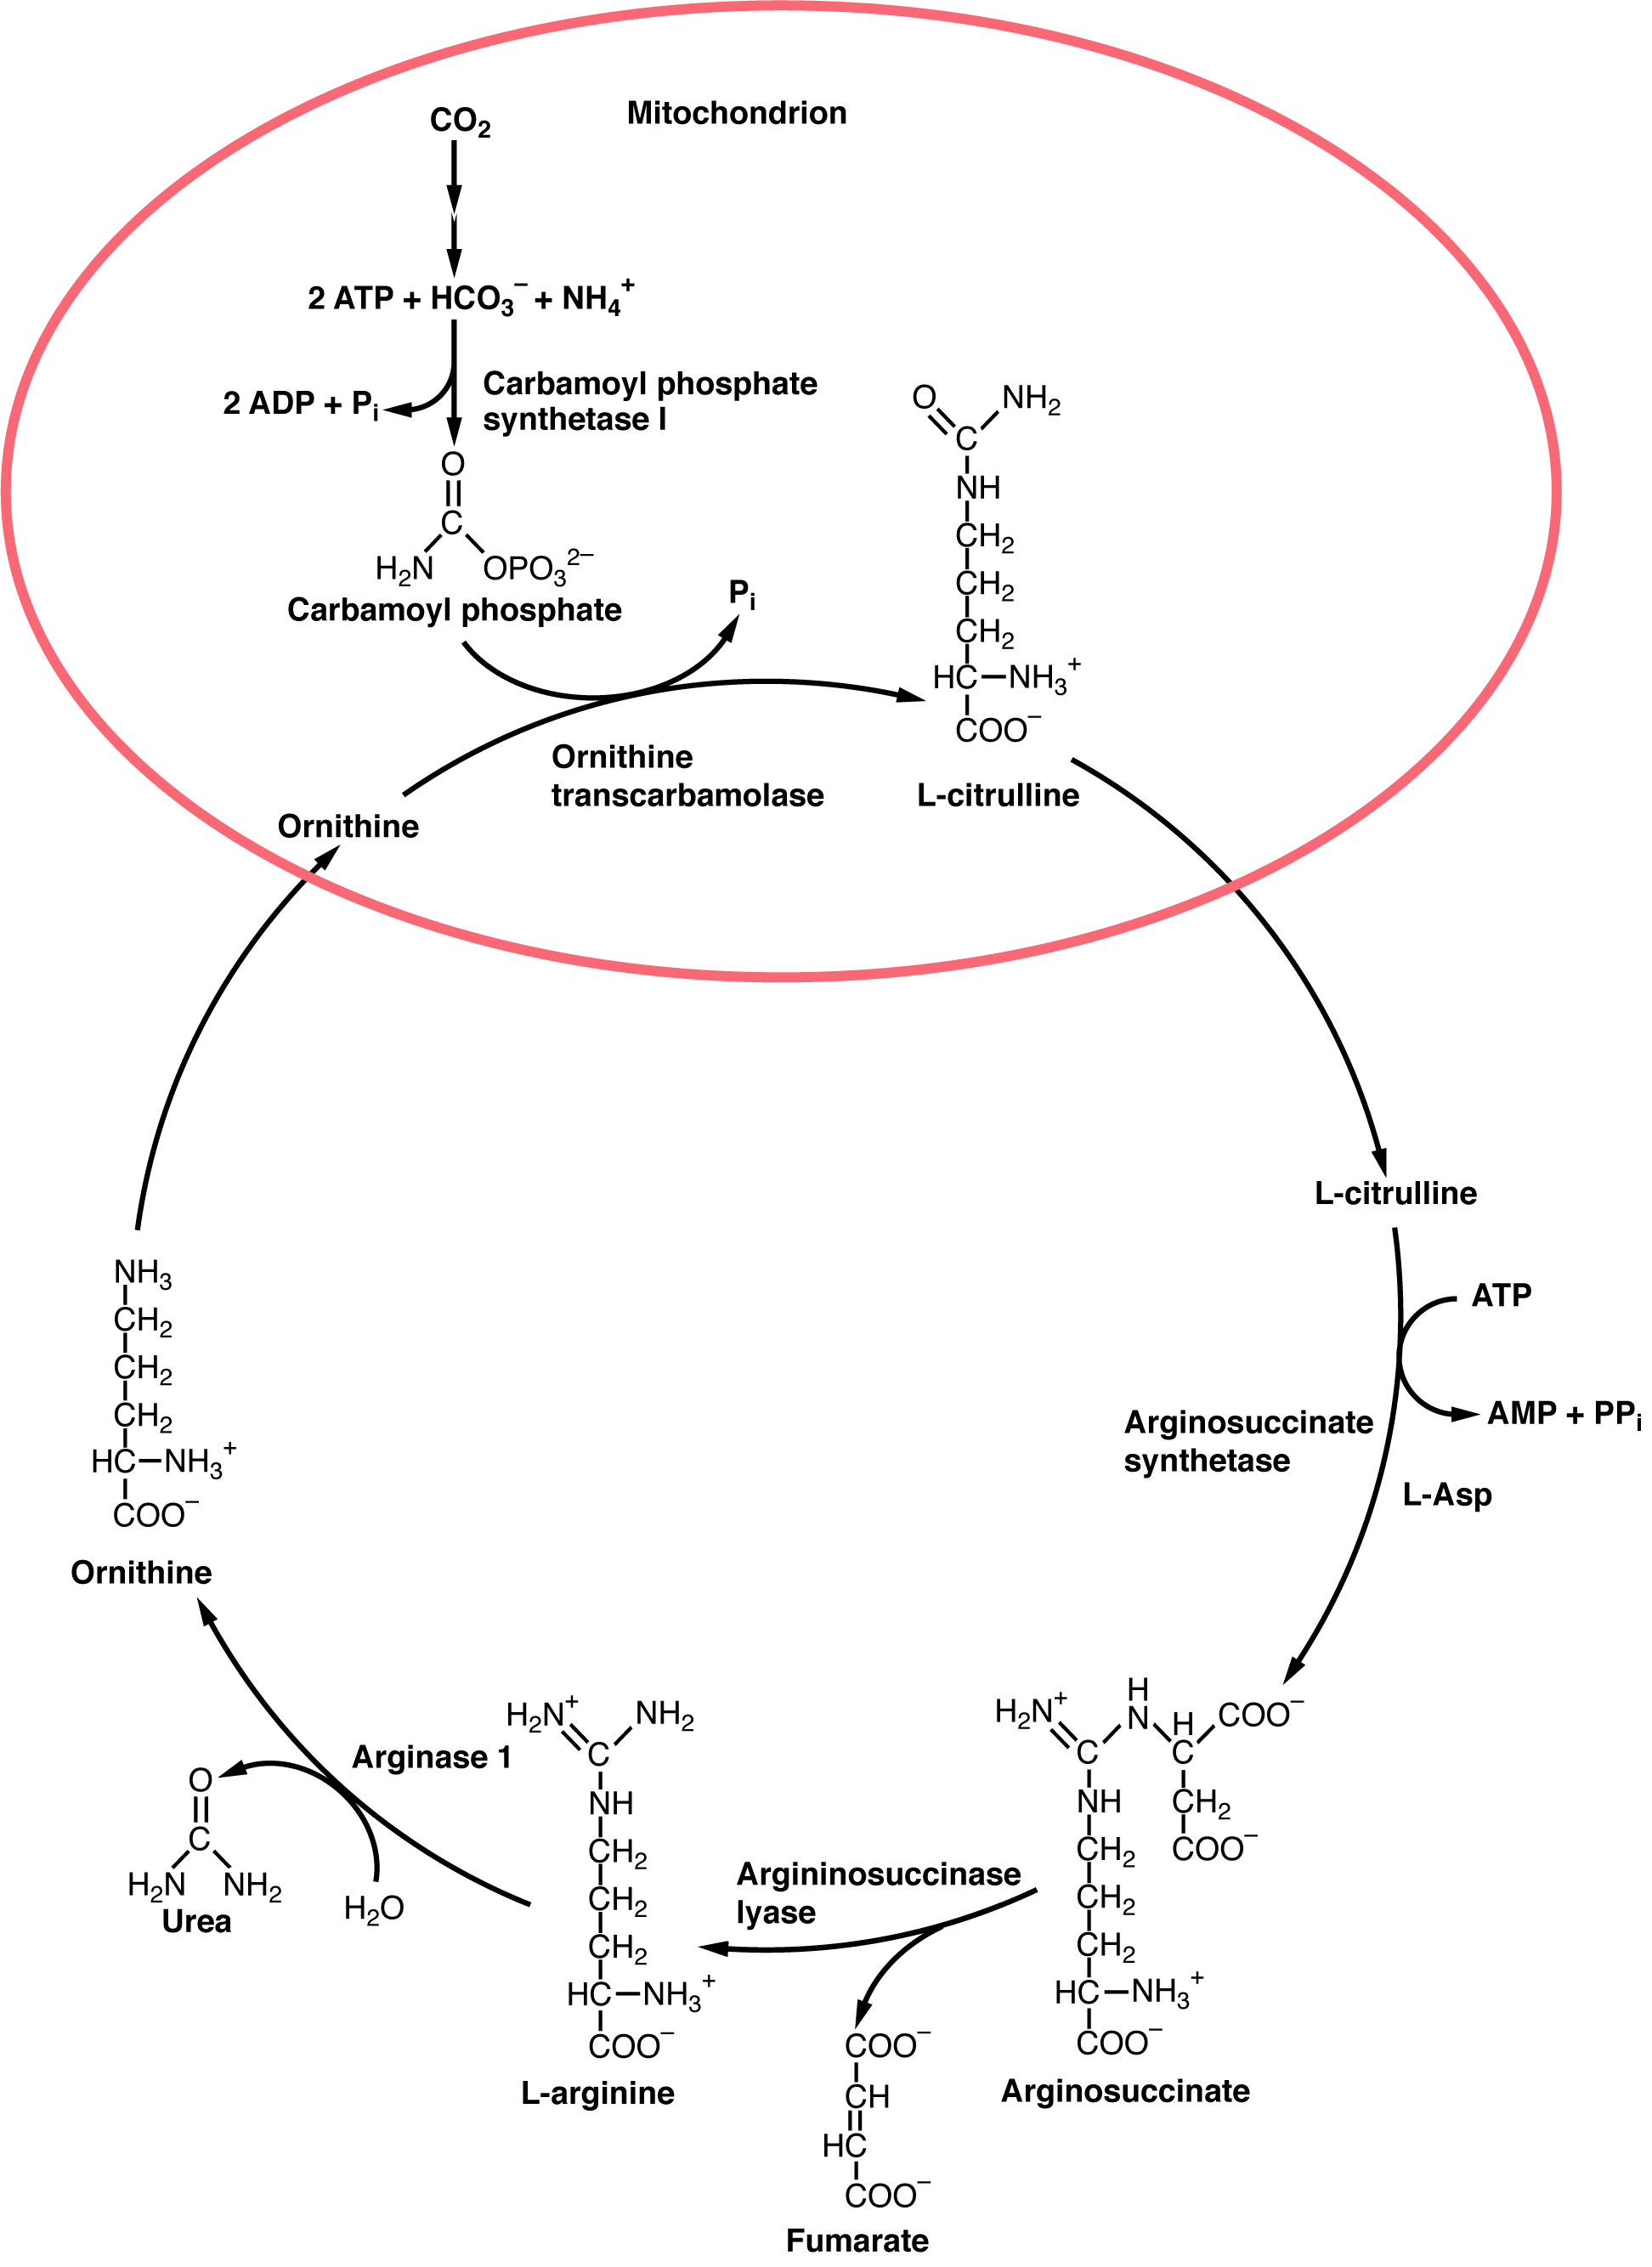 CO₂
Mitochondrion
2 ATP + HCO₃⁻ + NH₄⁺
2 ADP + Pᵢ
Carbamoyl phosphate
synthetase I
O
C
H₂N
OPO₃²⁻
Carbamoyl phosphate
Pᵢ
O
NH₂
C
NH
CH₂
CH₂
CH₂
HC—NH₃⁺
COO⁻
L-citrulline
Ornithine
transcarbamolase
Ornithine
L-citrulline
ATP
AMP + PPᵢ
Arginosuccinate
synthetase
L-Asp
NH₃
CH₂
CH₂
CH₂
HC—NH₃⁺
COO⁻
Ornithine
H₂N⁺
H
N
H
C
COO⁻
C
NH
CH₂
COO⁻
CH₂
CH₂
CH₂
HC—NH₃⁺
COO⁻
Arginosuccinate
Argininosuccinase
lyase
COO⁻
CH
HC
COO⁻
Fumarate
H₂N⁺
NH₂
C
NH
CH₂
CH₂
CH₂
HC—NH₃⁺
COO⁻
L-arginine
Arginase 1
H₂O
O
C
H₂N
NH₂
Urea